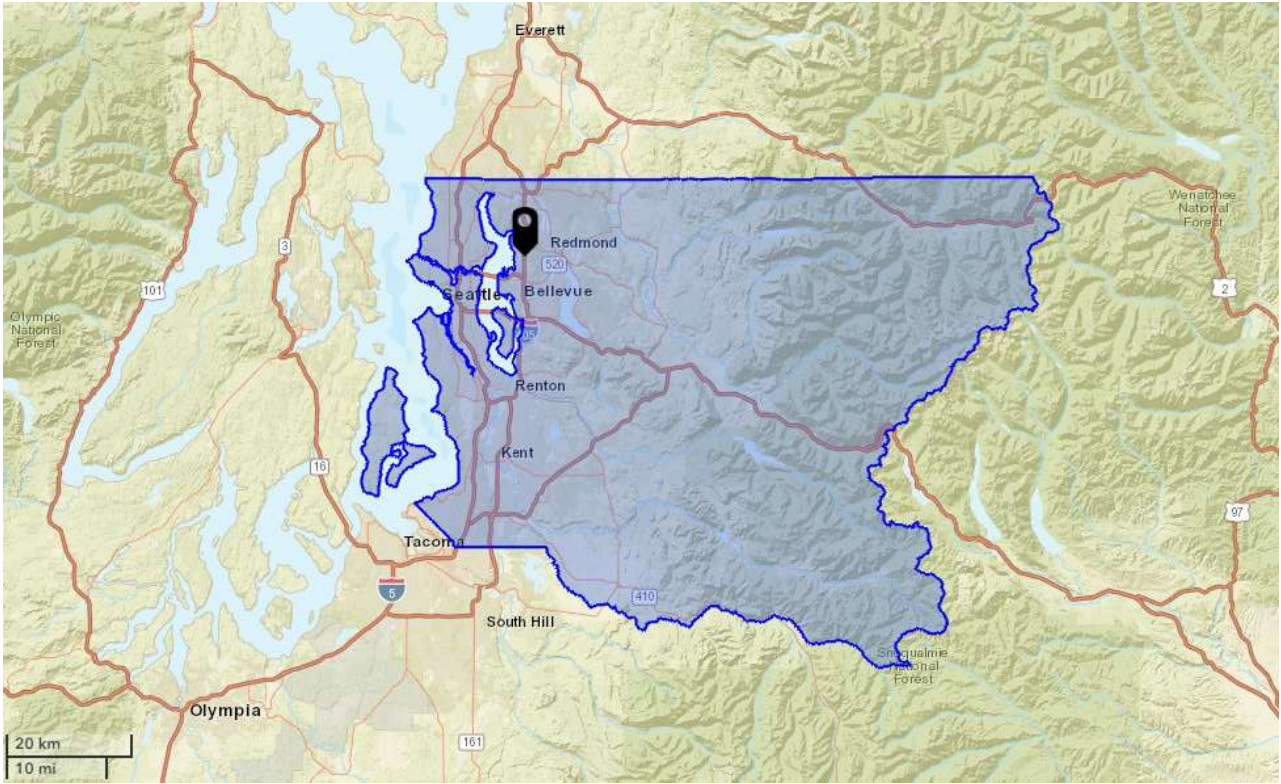 Everett
Wenatchee
National
Forest
Redmond
3
520
101
Seattle
Bellevue
2
Olympic
National
Forest
Renton
Kent
16
97
Tacoma
5
410
South Hill
Snoqualmie
National
Forest
Olympia
20 km
161
10 mi